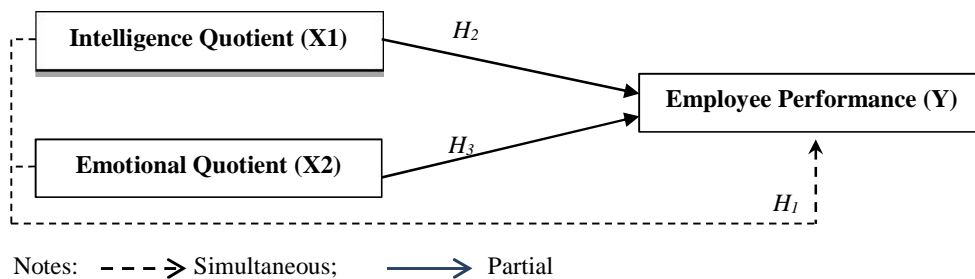 Intelligence Quotient (X1)
H2
Employee Performance (Y)
Emotional Quotient (X2)
H3
H1
Notes: Simultaneous; Partial